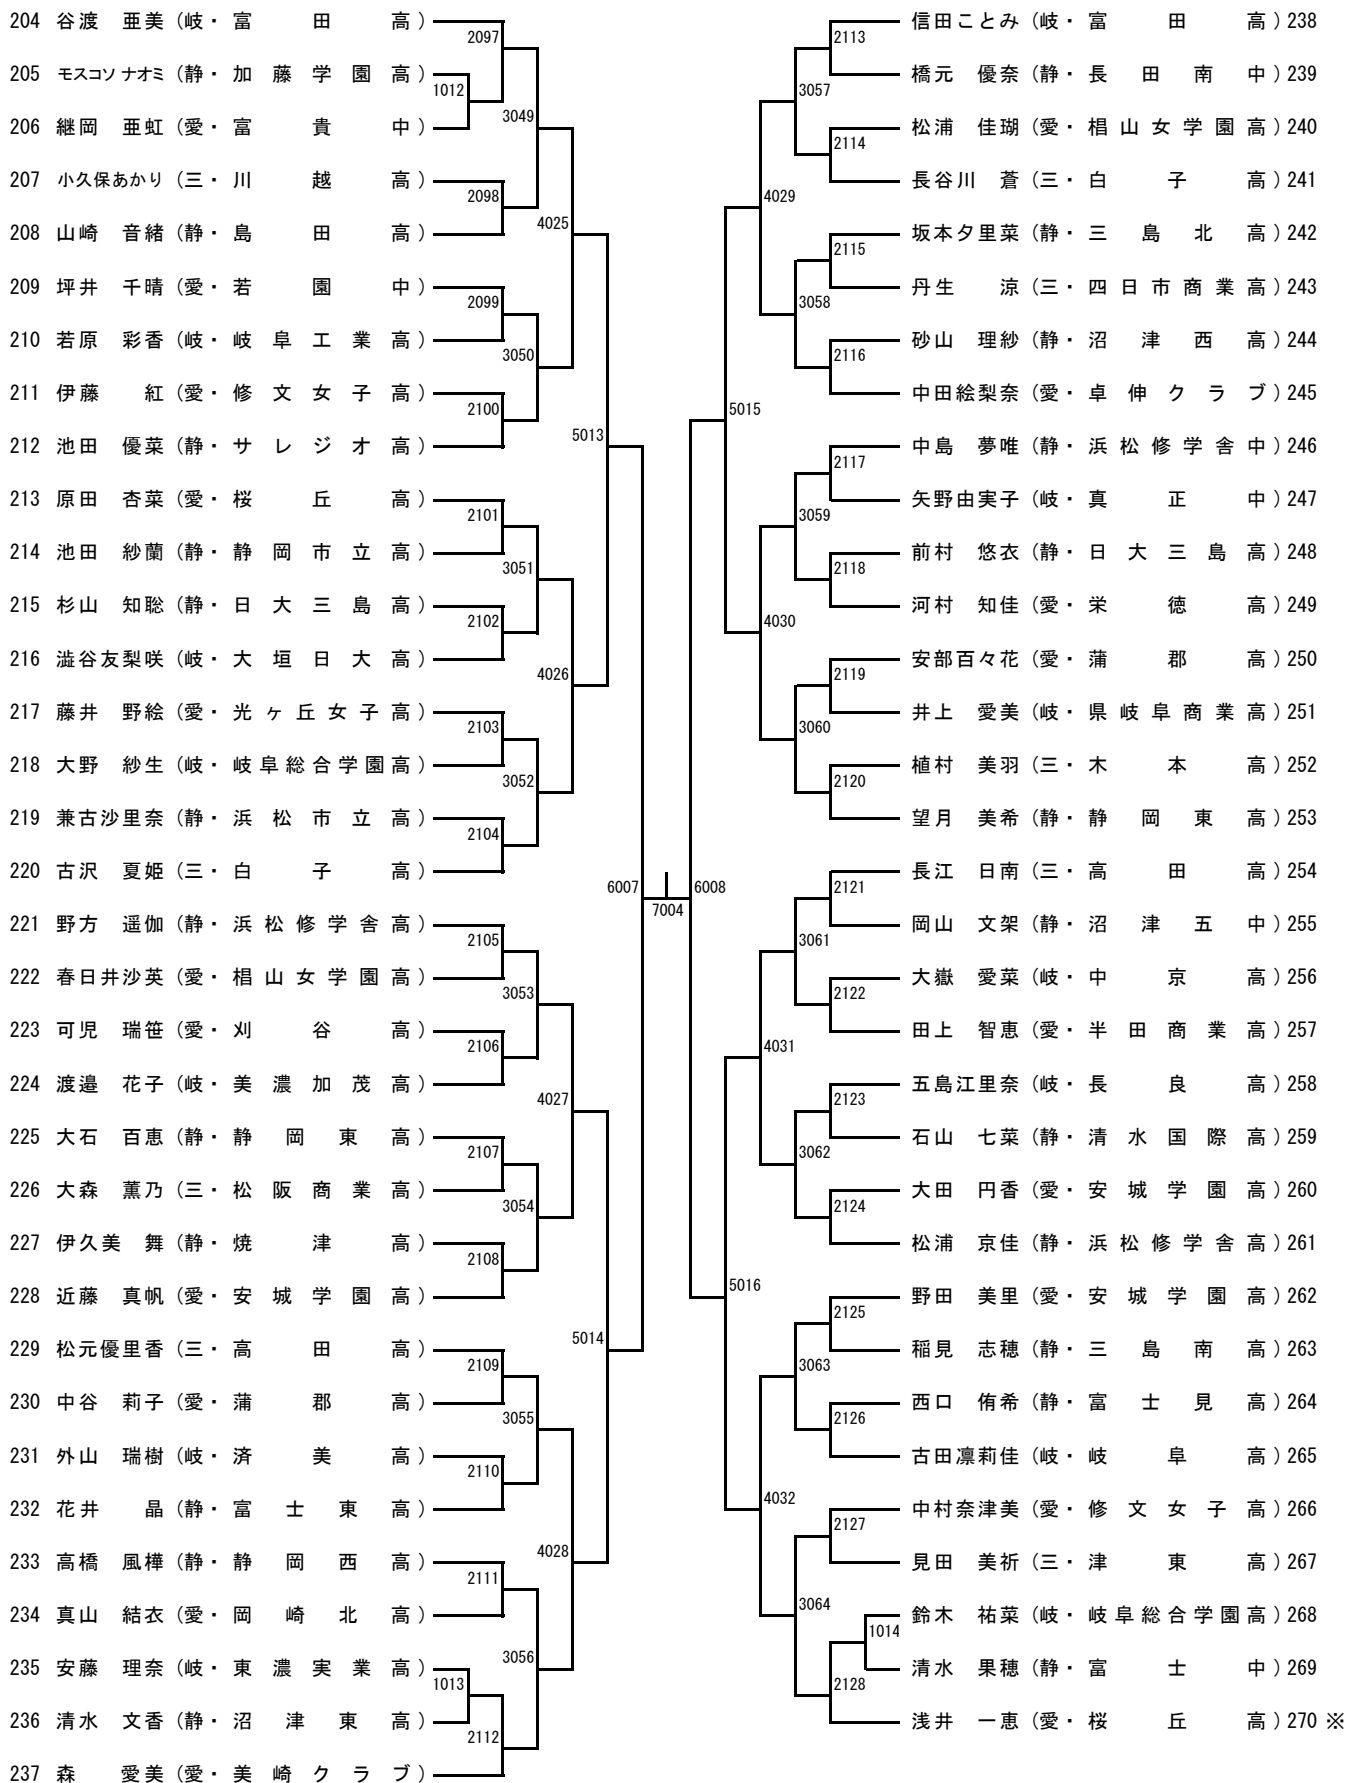 204 谷渡 亜美 (岐・富田高)
2097
205 モスコソ ナオミ (静・加藤学園高)
1012
3049
206 継岡 亜虹 (愛・富貴中)
207 小久保あかり (三・川越高)
2098
4025
208 山崎 音緒 (静・島田高)
209 坪井 千晴 (愛・若園中)
2099
210 若原 彩香 (岐・岐阜工業高)
3050
211 伊藤 紅 (愛・修文女子高)
2100
5013
212 池田 優菜 (静・サレジオ高)
213 原田 杏菜 (愛・桜丘高)
2101
214 池田 紗蘭 (静・静岡市立高)
3051
215 杉山 知聡 (静・日大三島高)
2102
216 澁谷友梨咲 (岐・大垣日大高)
4026
217 藤井 野絵 (愛・光ヶ丘女子高)
2103
218 大野 紗生 (岐・岐阜総合学園高)
3052
219 兼古沙里奈 (静・浜松市立高)
2104
220 古沢 夏姫 (三・白子高)
6007
7004
221 野方 遥伽 (静・浜松修学舎高)
2105
222 春日井沙英 (愛・椙山女学園高)
3053
223 可児 瑞笹 (愛・刈谷高)
2106
224 渡邉 花子 (岐・美濃加茂高)
4027
225 大石 百恵 (静・静岡東高)
2107
226 大森 薫乃 (三・松阪商業高)
3054
227 伊久美 舞 (静・焼津高)
2108
228 近藤 真帆 (愛・安城学園高)
5014
229 松元優里香 (三・高田高)
2109
230 中谷 莉子 (愛・蒲郡高)
3055
231 外山 瑞樹 (岐・済美高)
2110
232 花井 晶 (静・富士東高)
4028
233 高橋 風樺 (静・静岡西高)
2111
234 真山 結衣 (愛・岡崎北高)
3056
235 安藤 理奈 (岐・東濃実業高)
1013
236 清水 文香 (静・沼津東高)
2112
237 森 愛美 (愛・美崎クラブ)
信田ことみ (岐・富田高) 238
2113
橋元 優奈 (静・長田南中) 239
3057
松浦 佳瑚 (愛・椙山女学園高) 240
2114
長谷川 蒼 (三・白子高) 241
4029
坂本夕里菜 (静・三島北高) 242
2115
丹生 涼 (三・四日市商業高) 243
3058
砂山 理紗 (静・沼津西高) 244
2116
中田絵梨奈 (愛・卓伸クラブ) 245
5015
中島 夢唯 (静・浜松修学舎中) 246
2117
矢野由実子 (岐・真正中) 247
3059
前村 悠衣 (静・日大三島高) 248
2118
河村 知佳 (愛・栄徳高) 249
4030
安部百々花 (愛・蒲郡高) 250
2119
井上 愛美 (岐・県岐阜商業高) 251
3060
植村 美羽 (三・木本高) 252
2120
望月 美希 (静・静岡東高) 253
6008
長江 日南 (三・高田高) 254
2121
岡山 文架 (静・沼津五中) 255
3061
大嶽 愛菜 (岐・中京高) 256
2122
田上 智恵 (愛・半田商業高) 257
4031
五島江里奈 (岐・長良高) 258
2123
石山 七菜 (静・清水国際高) 259
3062
大田 円香 (愛・安城学園高) 260
2124
松浦 京佳 (静・浜松修学舎高) 261
5016
野田 美里 (愛・安城学園高) 262
2125
稲見 志穂 (静・三島南高) 263
3063
西口 侑希 (静・富士見高) 264
2126
古田凛莉佳 (岐・岐阜高) 265
4032
中村奈津美 (愛・修文女子高) 266
2127
見田 美祈 (三・津東高) 267
3064
鈴木 祐菜 (岐・岐阜総合学園高) 268
1014
清水 果穂 (静・富士中) 269
2128
浅井 一恵 (愛・桜丘高) 270 ※